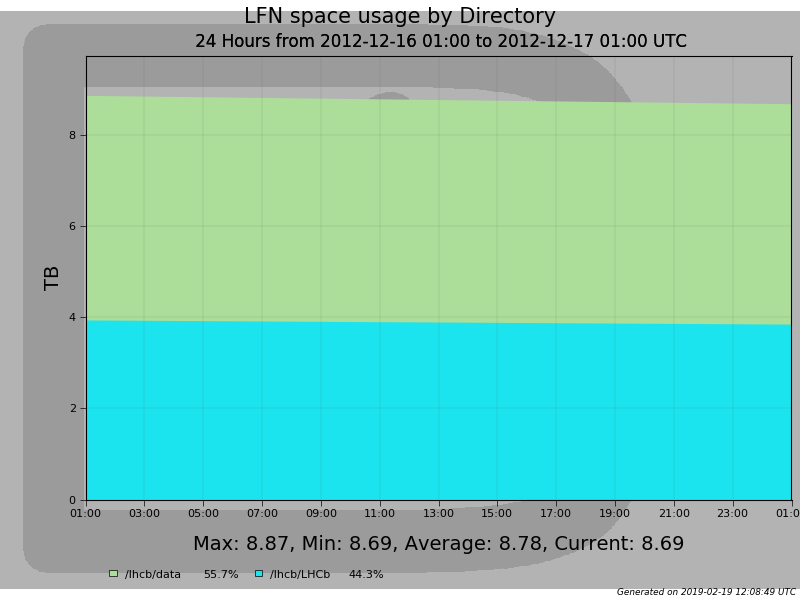 LFN space usage by Directory
24 Hours from 2012-12-16 01:00 to 2012-12-17 01:00 UTC
8
6
TB
4
2
0
01:00 03:00 05:00 07:00 09:00 11:00 13:00 15:00 17:00 19:00 21:00 23:00 01:0
Max: 8.87, Min: 8.69, Average: 8.78, Current: 8.69
/lhcb/data 55.7% /lhcb/LHCb 44.3%
Generated on 2019-02-19 12:08:49 UTC